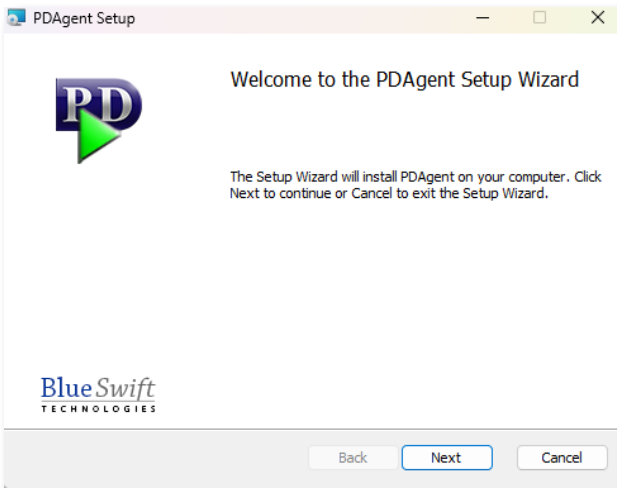 PDAgent Setup
PD
Welcome to the PDAgent Setup Wizard
The Setup Wizard will install PDAgent on your computer. Click
Next to continue or Cancel to exit the Setup Wizard.
Blue Swift
TECHNOLOGIES
Back Next Cancel